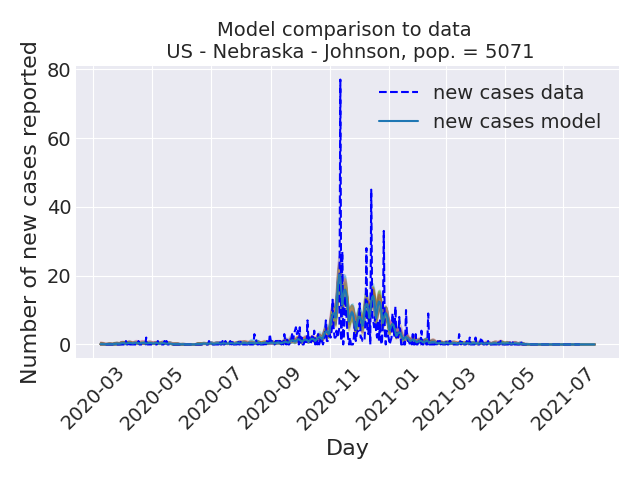 Model comparison to data
US - Nebraska - Johnson, pop. = 5071
Number of new cases reported
80
60
40
20
0
new cases data
new cases model
2020-03
2020-05
2020-07
2020-09
2020-11
2021-01
2021-03
2021-05
2021-07
Day